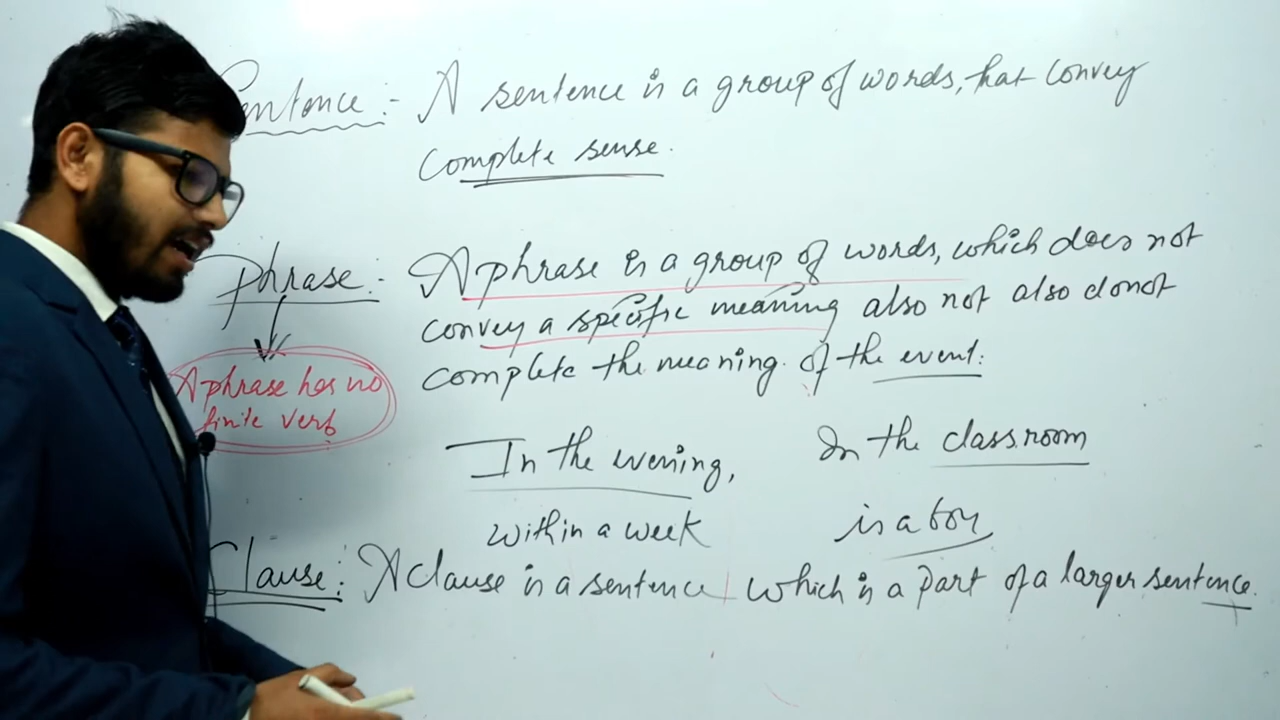 Sentence :- A sentence is a group of words, that convey
complete sense.
Phrase :- A phrase is a group of words, which does not
convey a specific meaning also not also donot
complete the meaning of the event:
A phrase has no
finite verb
In the evening, In the classroom
within a week is a boy
Clause : A clause is a sentence which is a part of a larger sentence.